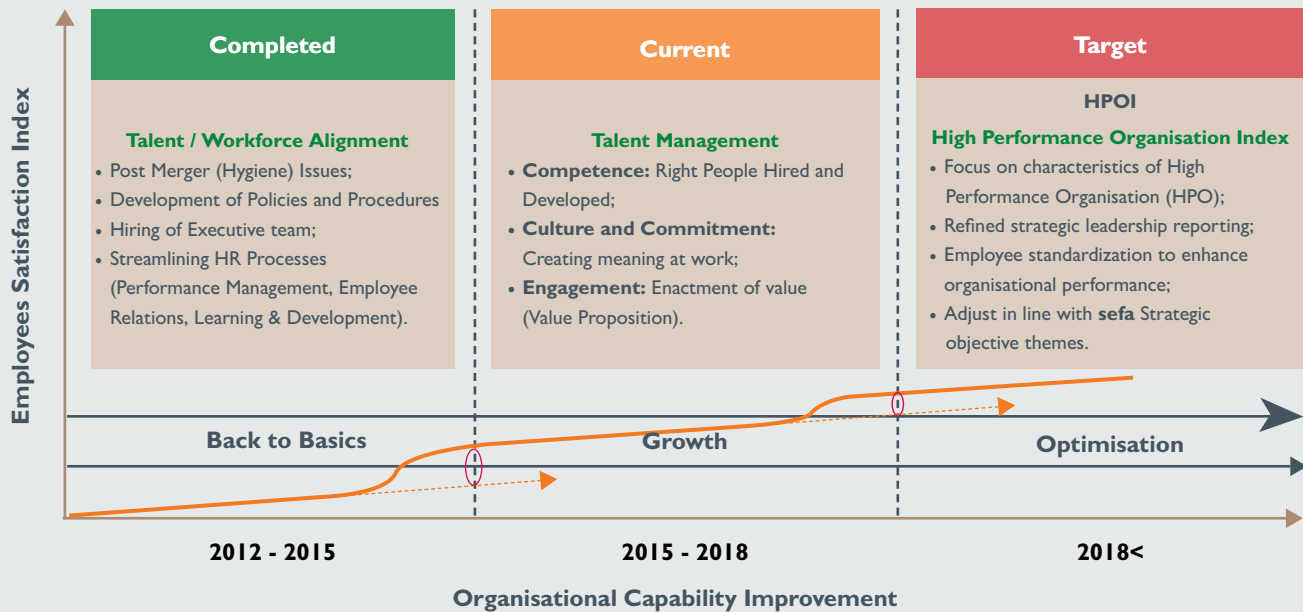 Employees Satisfaction Index
Completed
Talent / Workforce Alignment
• Post Merger (Hygiene) Issues;
• Development of Policies and Procedures
• Hiring of Executive team;
• Streamlining HR Processes
(Performance Management, Employee
Relations, Learning & Development).
Current
Talent Management
• Competence: Right People Hired and
Developed;
• Culture and Commitment:
Creating meaning at work;
• Engagement: Enactment of value
(Value Proposition).
Target
HPOI
High Performance Organisation Index
• Focus on characteristics of High
Performance Organisation (HPO);
• Refined strategic leadership reporting;
• Employee standardization to enhance
organisational performance;
• Adjust in line with sefa Strategic
objective themes.
Back to Basics
Growth
Optimisation
2012 - 2015
2015 - 2018
2018<
Organisational Capability Improvement